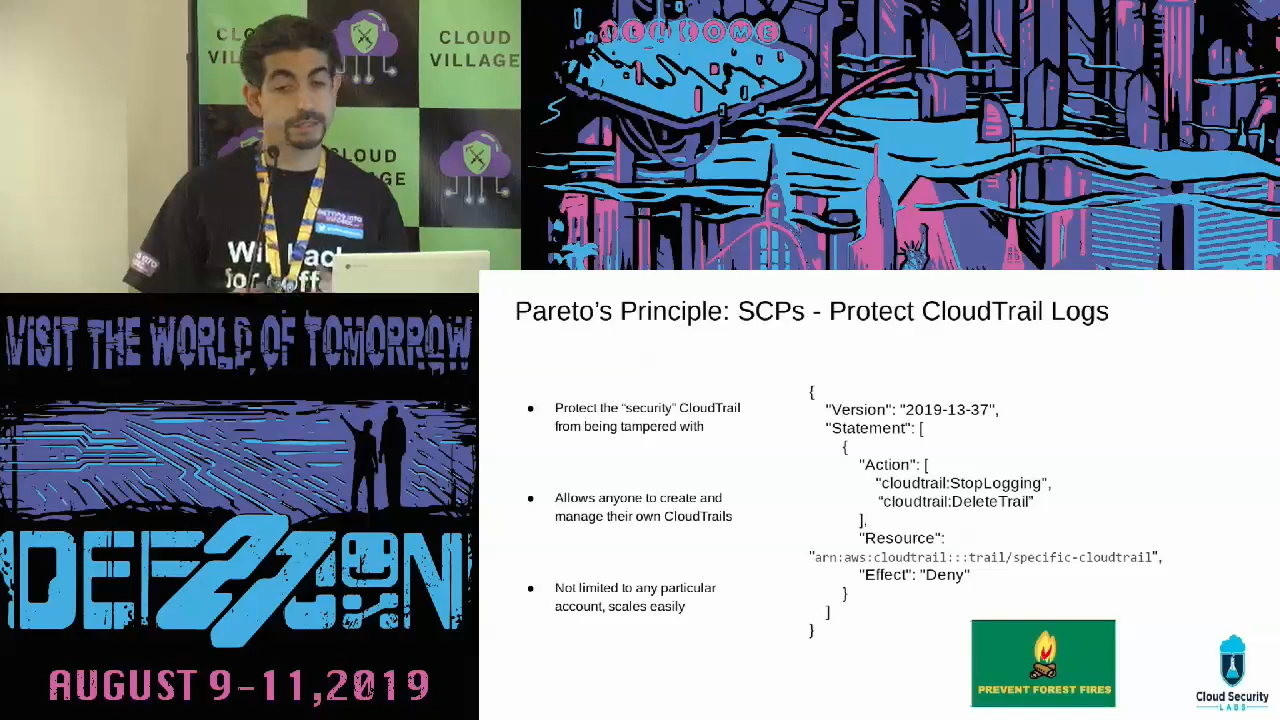 CLOUD
VILLAGE
CLOUD
WELCOME
VISIT THE WORLD OF TOMORROW
DEFCON
27
AUGUST 9-11,2019
Pareto's Principle: SCPs - Protect CloudTrail Logs
● Protect the “security” CloudTrail
from being tampered with
● Allows anyone to create and
manage their own CloudTrails
● Not limited to any particular
account, scales easily
{
"Version": "2019-13-37",
"Statement": [
{
"Action": [
"cloudtrail:StopLogging",
“cloudtrail:DeleteTrail”
],
"Resource":
"arn:aws:cloudtrail:::trail/specific-cloudtrail",
"Effect": "Deny"
}
]
}
PREVENT FOREST FIRES
Cloud Security
LABS